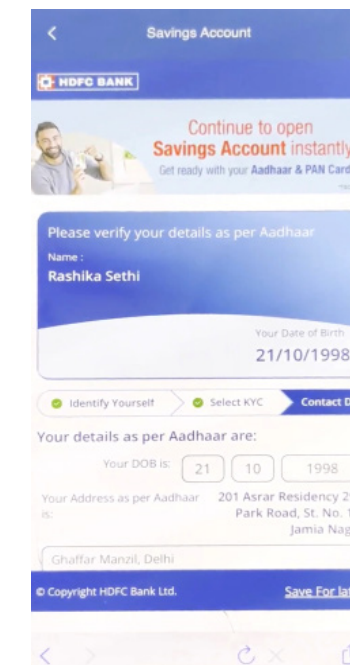 Savings Account
HDFC BANK
Continue to open
Savings Account instantly
Get ready with your Aadhaar & PAN Card
Please verify your details as per Aadhaar
Name :
Rashika Sethi
Your Date of Birth
21/10/1998
Identify Yourself
Select KYC
Contact D
Your details as per Aadhaar are:
Your DOB is:
21
10
1998
Your Address as per Aadhaar
is:
201 Asrar Residency 2
Park Road, St. No. 1
Jamia Nag
Ghaffar Manzil, Delhi
© Copyright HDFC Bank Ltd.
Save For lat